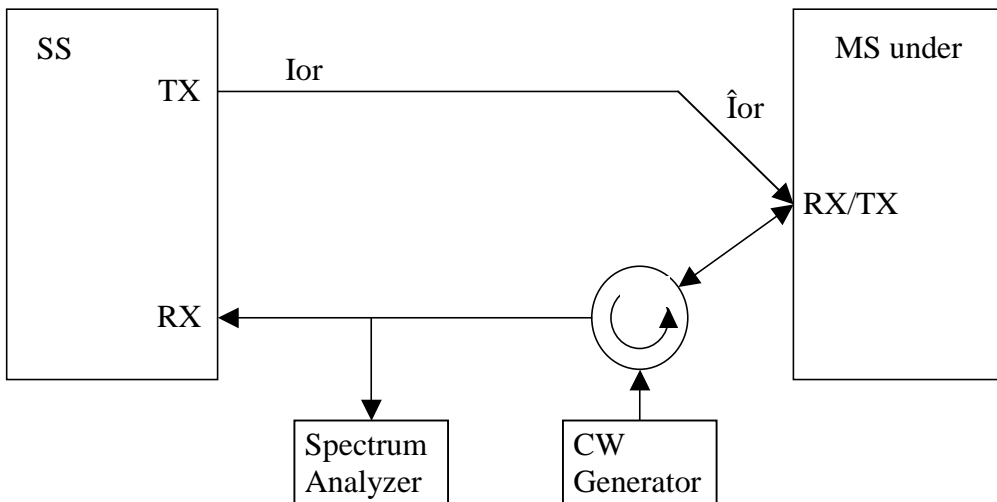 SS
MS under
TX
Ior
Îor
RX/TX
RX
Spectrum
Analyzer
CW
Generator